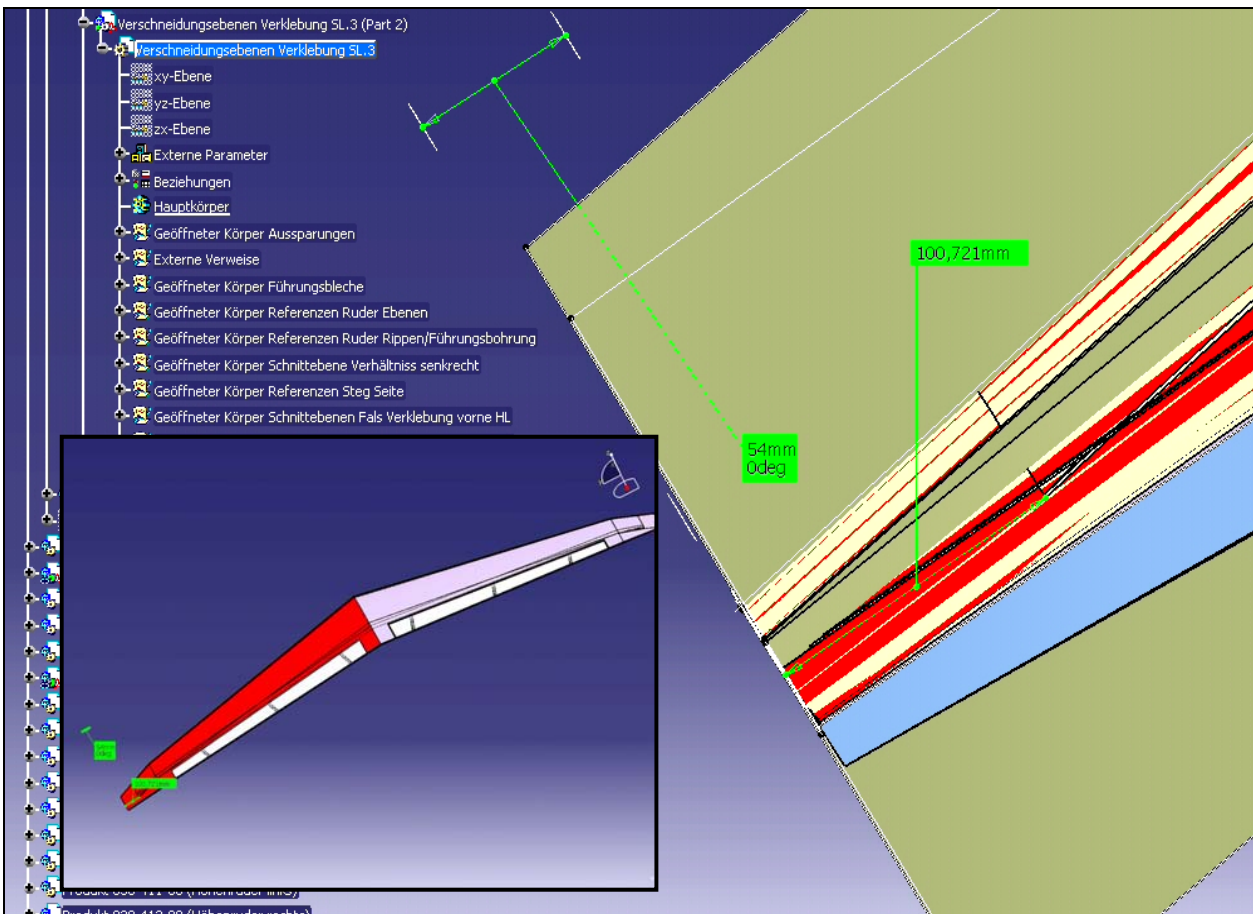 Verschneidungsebenen Verklebung SL.3 (Part 2)
Verschneidungsebenen Verklebung SL.3
xy-Ebene
yz-Ebene
zx-Ebene
Externe Parameter
Beziehungen
Hauptkörper
Geöffneter Körper Aussparungen
Externe Verweise
Geöffneter Körper Führungsbleche
Geöffneter Körper Referenzen Ruder Ebenen
Geöffneter Körper Referenzen Ruder Rippen/Führungsbohrung
Geöffneter Körper Schnittebene Verhältniss senkrecht
Geöffneter Körper Referenzen Steg Seite
Geöffneter Körper Schnittebenen Fals Verklebung vorne HL
100,721mm
54mm
0deg